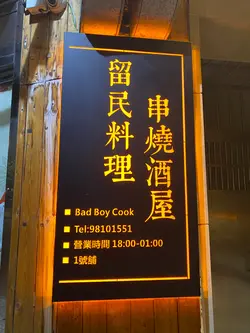 留民料理
串燒酒屋
■ Bad Boy Cook
■ Tel:98101551
■ 營業時間 18:00-01:00
■ 1號舖